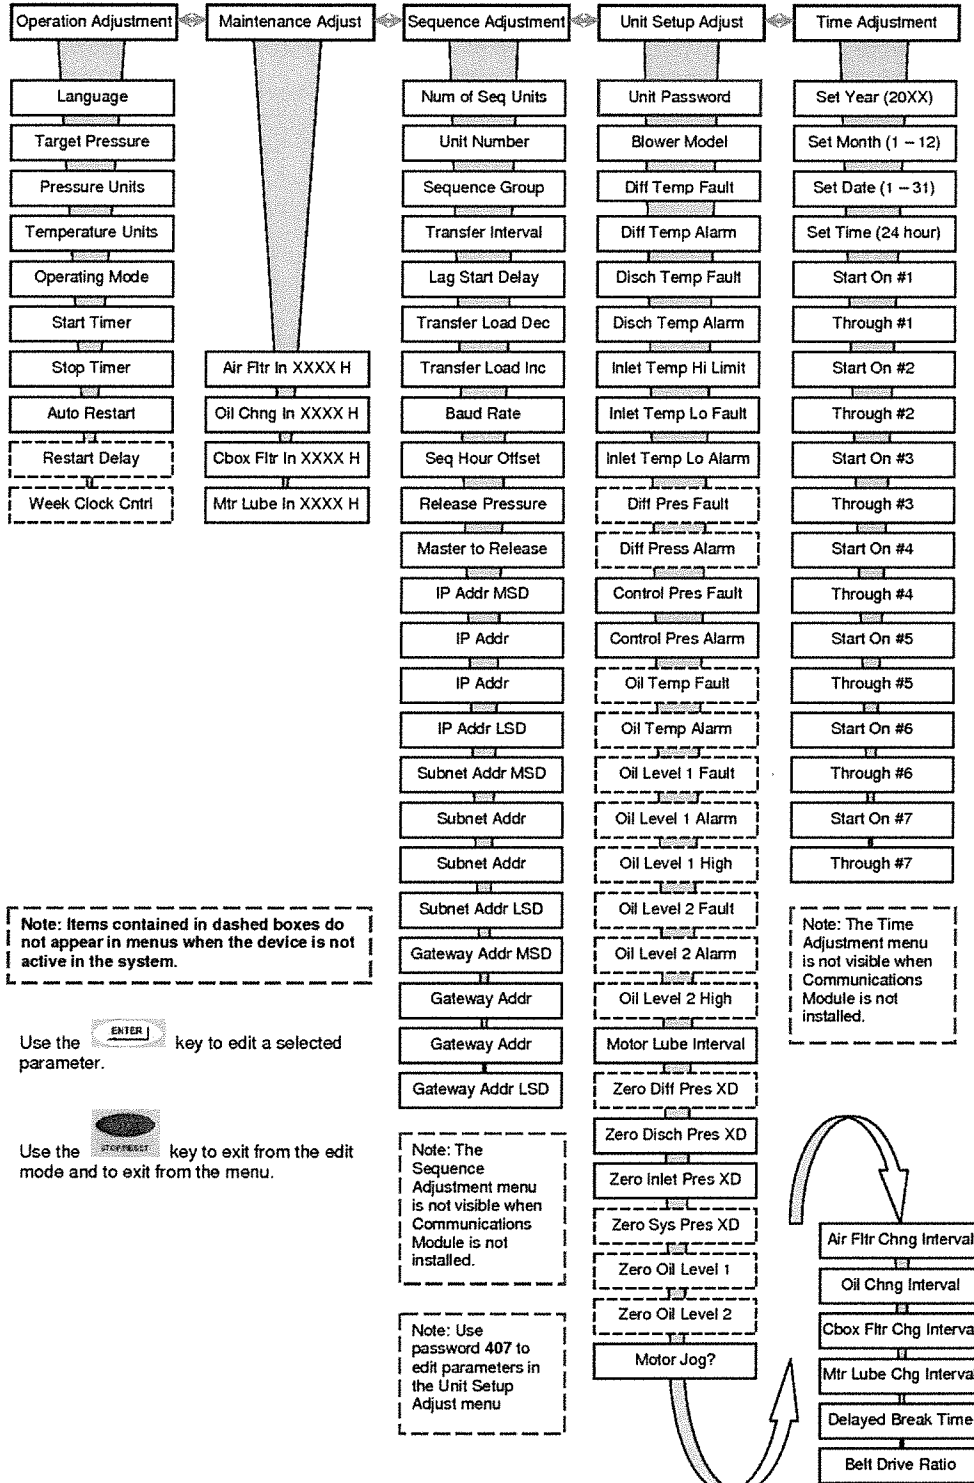 Operation Adjustment
Maintenance Adjust
Sequence Adjustment
Unit Setup Adjust
Time Adjustment
Language
Target Pressure
Pressure Units
Temperature Units
Operating Mode
Start Timer
Stop Timer
Auto Restart
Restart Delay
Week Clock Cntrl
Air Fltr In XXXX H
Oil Chng In XXXX H
Cbox Fltr In XXXX H
Mtr Lube In XXXX H
Num of Seq Units
Unit Number
Sequence Group
Transfer Interval
Lag Start Delay
Transfer Load Dec
Transfer Load Inc
Baud Rate
Seq Hour Offset
Release Pressure
Master to Release
IP Addr MSD
IP Addr
IP Addr
IP Addr LSD
Subnet Addr MSD
Subnet Addr
Subnet Addr
Subnet Addr LSD
Gateway Addr MSD
Gateway Addr
Gateway Addr
Gateway Addr LSD
Note: The
Sequence
Adjustment menu
is not visible when
Communications
Module is not
installed.
Note: Use
password 407 to
edit parameters in
the Unit Setup
Adjust menu
Unit Password
Blower Model
Diff Temp Fault
Diff Temp Alarm
Disch Temp Fault
Disch Temp Alarm
Inlet Temp Hi Limit
Inlet Temp Lo Fault
Inlet Temp Lo Alarm
Diff Pres Fault
Diff Press Alarm
Control Pres Fault
Control Pres Alarm
Oil Temp Fault
Oil Temp Alarm
Oil Level 1 Fault
Oil Level 1 Alarm
Oil Level 1 High
Oil Level 2 Fault
Oil Level 2 Alarm
Oil Level 2 High
Motor Lube Interval
Zero Diff Pres XD
Zero Disch Pres XD
Zero Inlet Pres XD
Zero Sys Pres XD
Zero Oil Level 1
Zero Oil Level 2
Motor Jog?
Set Year (20XX)
Set Month (1 – 12)
Set Date (1 – 31)
Set Time (24 hour)
Start On #1
Through #1
Start On #2
Through #2
Start On #3
Through #3
Start On #4
Through #4
Start On #5
Through #5
Start On #6
Through #6
Start On #7
Through #7
Note: The Time
Adjustment menu
is not visible when
Communications
Module is not
installed.
Air Fltr Chng Interval
Oil Chng Interval
Cbox Fltr Chg Interval
Mtr Lube Chg Interval
Delayed Break Time
Belt Drive Ratio
Note: Items contained in dashed boxes do
not appear in menus when the device is not
active in the system.
Use the ENTER key to edit a selected
parameter.
Use the STOP/RESET key to exit from the edit
mode and to exit from the menu.